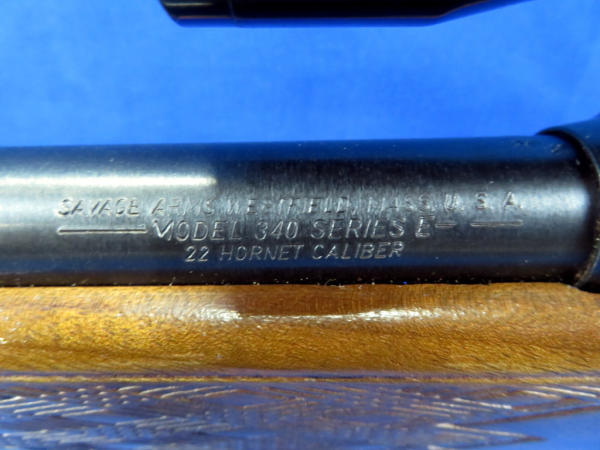 SAVAGE ARMS WESTFIELD, MASS. U. S. A.
MODEL 340 SERIES E
22 HORNET CALIBER